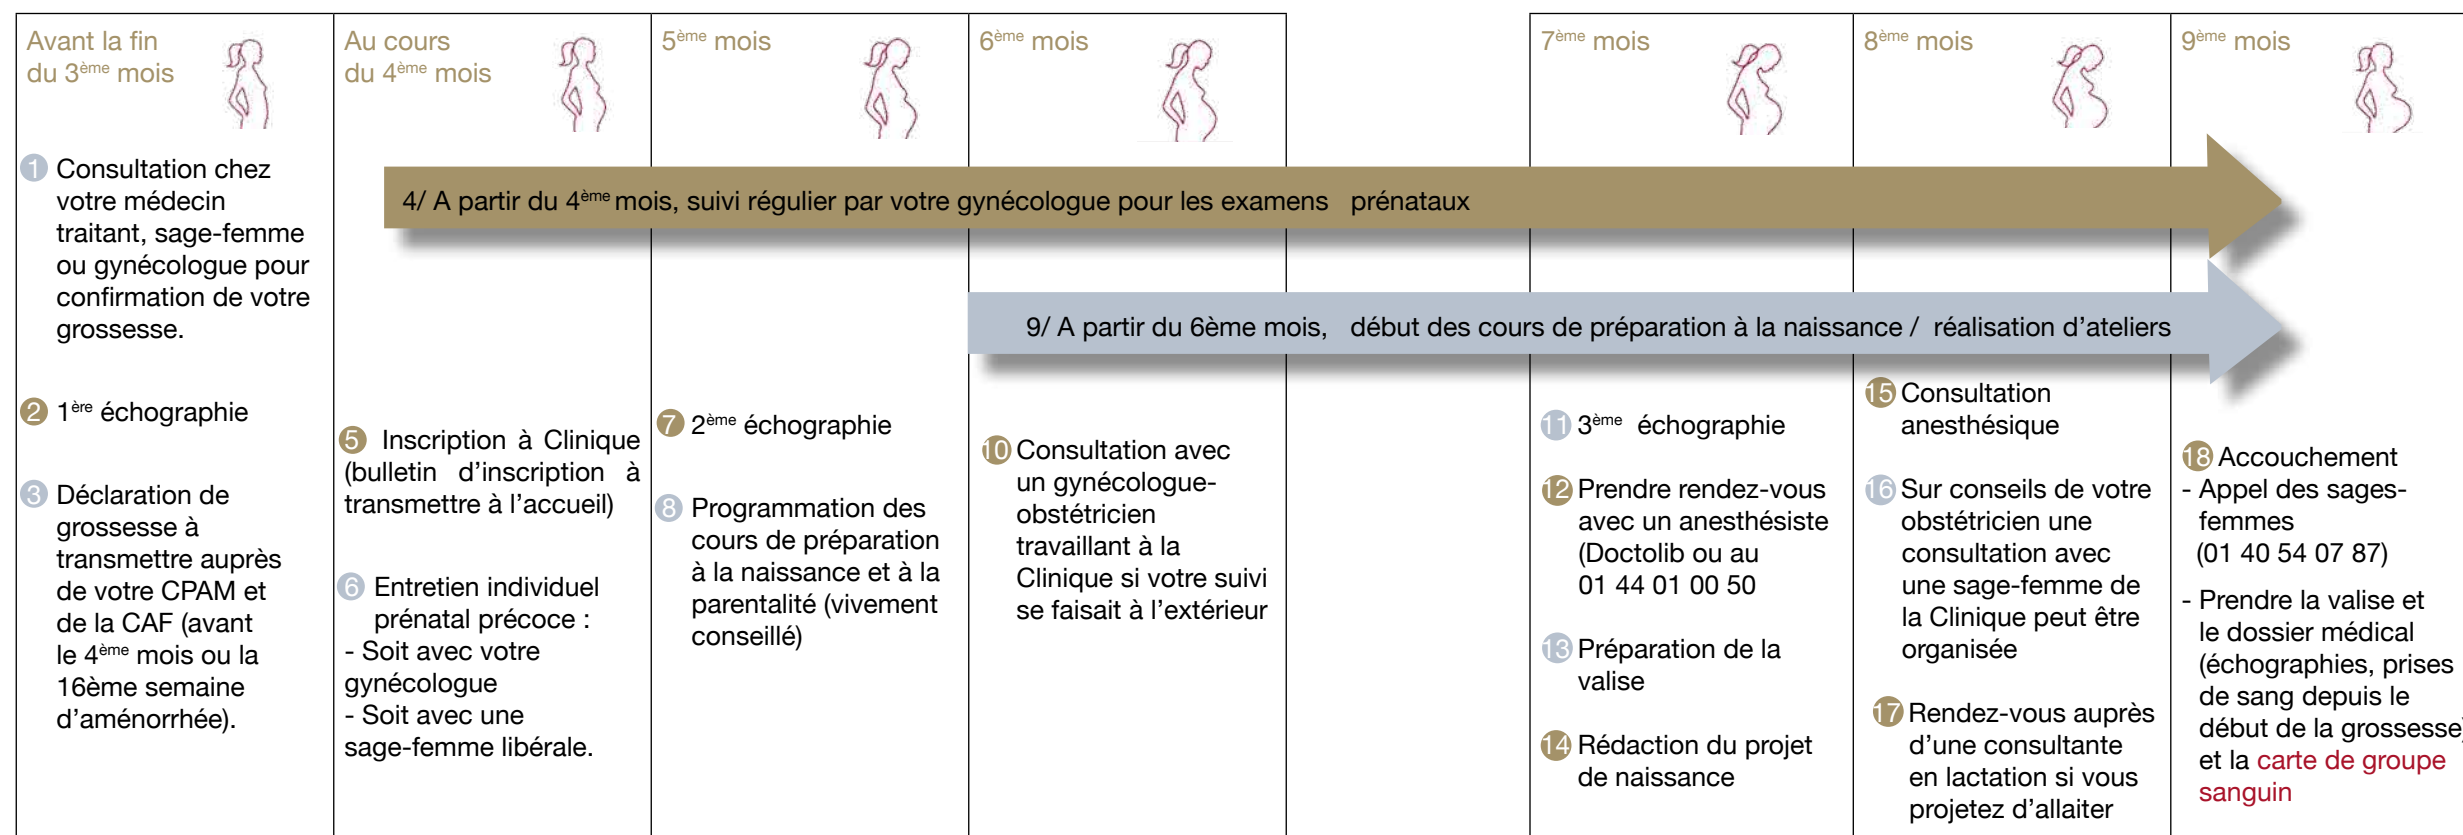 Avant la fin
du 3ème mois
1 Consultation chez
votre médecin
traitant, sage-femme
ou gynécologue pour
confirmation de votre
grossesse.
2 1ère échographie
3 Déclaration de
grossesse à
transmettre auprès
de votre CPAM et
de la CAF (avant
le 4ème mois ou la
16ème semaine
d’aménorrhée).
Au cours
du 4ème mois
4/ A partir du 4ème mois, suivi régulier par votre gynécologue pour les examens prénataux
5 Inscription à Clinique
(bulletin d’inscription à
transmettre à l’accueil)
6 Entretien individuel
prénatal précoce :
- Soit avec votre
gynécologue
- Soit avec une
sage-femme libérale.
5ème mois
7 2ème échographie
8 Programmation des
cours de préparation
à la naissance et à la
parentalité (vivement
conseillé)
6ème mois
9/ A partir du 6ème mois, début des cours de préparation à la naissance / réalisation d’ateliers
10 Consultation avec
un gynécologue-
obstétricien
travaillant à la
Clinique si votre suivi
se faisait à l’extérieur
7ème mois
11 3ème échographie
12 Prendre rendez-vous
avec un anesthésiste
(Doctolib ou au
01 44 01 00 50
13 Préparation de la
valise
14 Rédaction du projet
de naissance
8ème mois
15 Consultation
anesthésique
16 Sur conseils de votre
obstétricien une
consultation avec
une sage-femme de
la Clinique peut être
organisée
17 Rendez-vous auprès
d’une consultante
en lactation si vous
projetez d’allaiter
9ème mois
18 Accouchement
- Appel des sages-
femmes
(01 40 54 07 87)
- Prendre la valise et
le dossier médical
(échographies, prises
de sang depuis le
début de la grossesse)
et la carte de groupe
sanguin